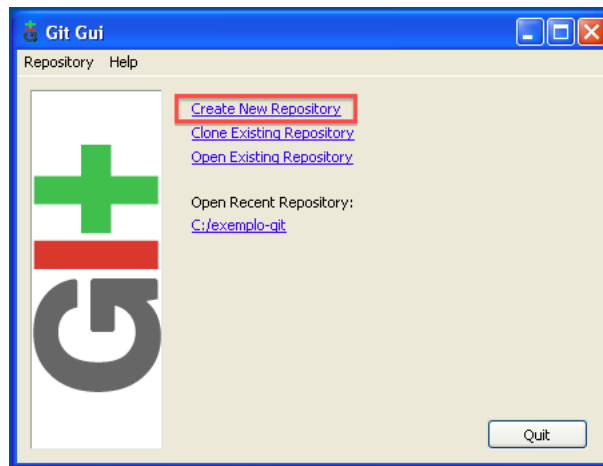 Git Gui
Repository Help
Create New Repository
Clone Existing Repository
Open Existing Repository
Open Recent Repository:
C:/exemplo-git
GIT
Quit